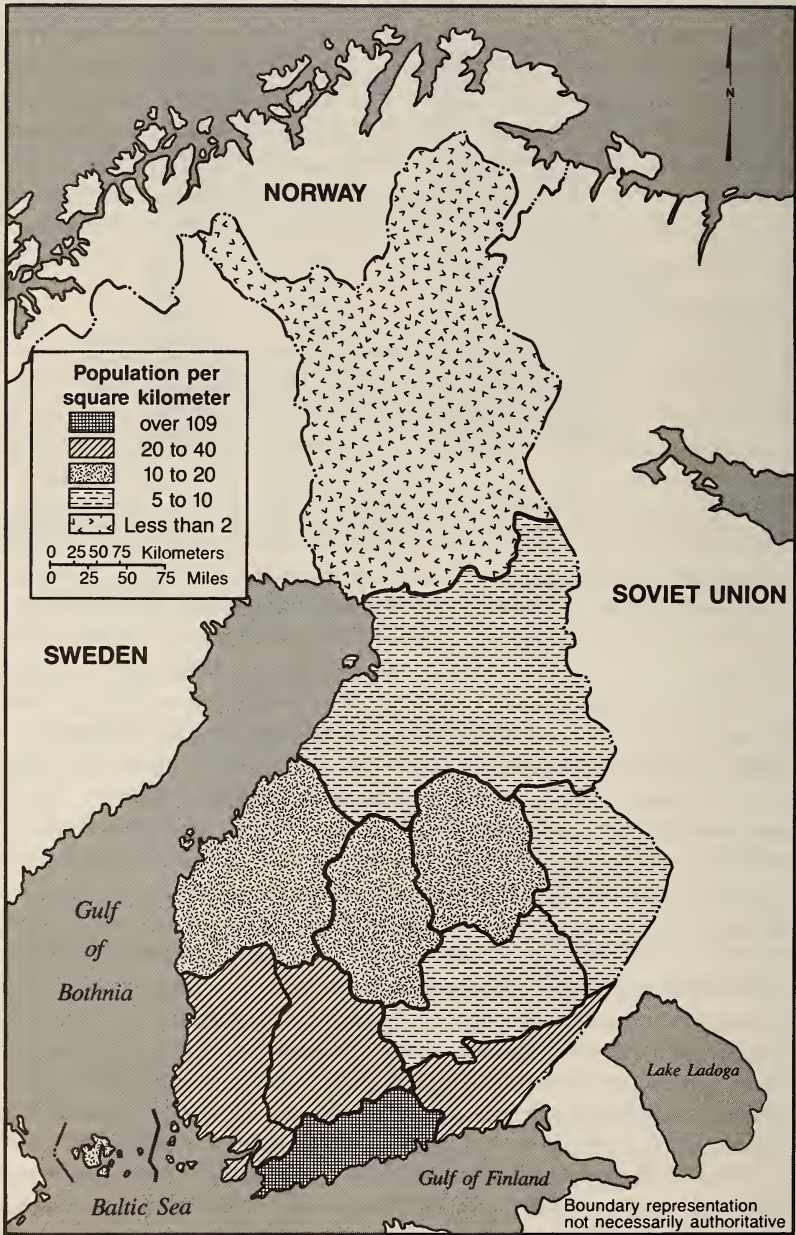 N
NORWAY
Population per
square kilometer
over 109
20 to 40
10 to 20
5 to 10
Less than 2
0 25 50 75 Kilometers
0 25 50 75 Miles
SOVIET UNION
SWEDEN
Gulf
of
Bothnia
Lake Ladoga
Gulf of Finland
Baltic Sea
Boundary representation
not necessarily authoritative